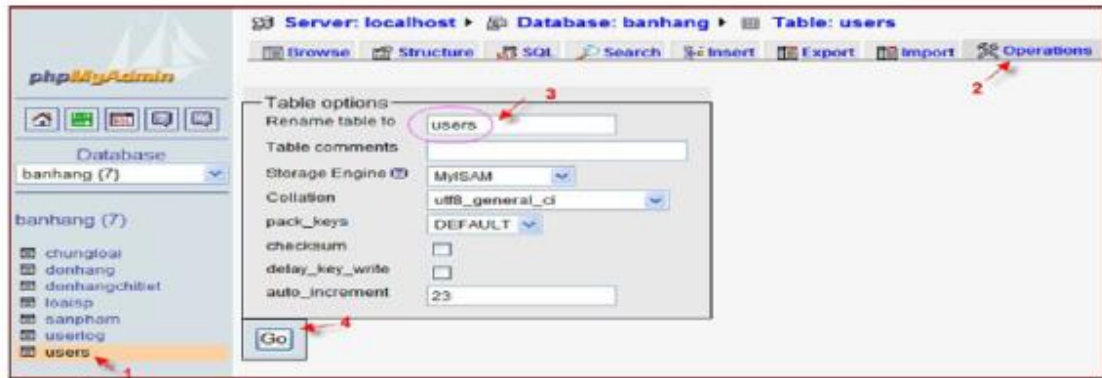 Server: localhost ▸ Database: banhang ▸ Table: users
Browse Structure SQL Search Insert Export Import Operations
2
phpMyAdmin
Database
banhang (7)
banhang (7)
chungloai
donhang
donhangchitiet
loaisp
sanpham
userlog
users
1
Table options
3
Rename table to users
Table comments
Storage Engine MyISAM
Collation utf8_general_ci
pack_keys DEFAULT
checksum
delay_key_write
auto_increment 23
Go
4